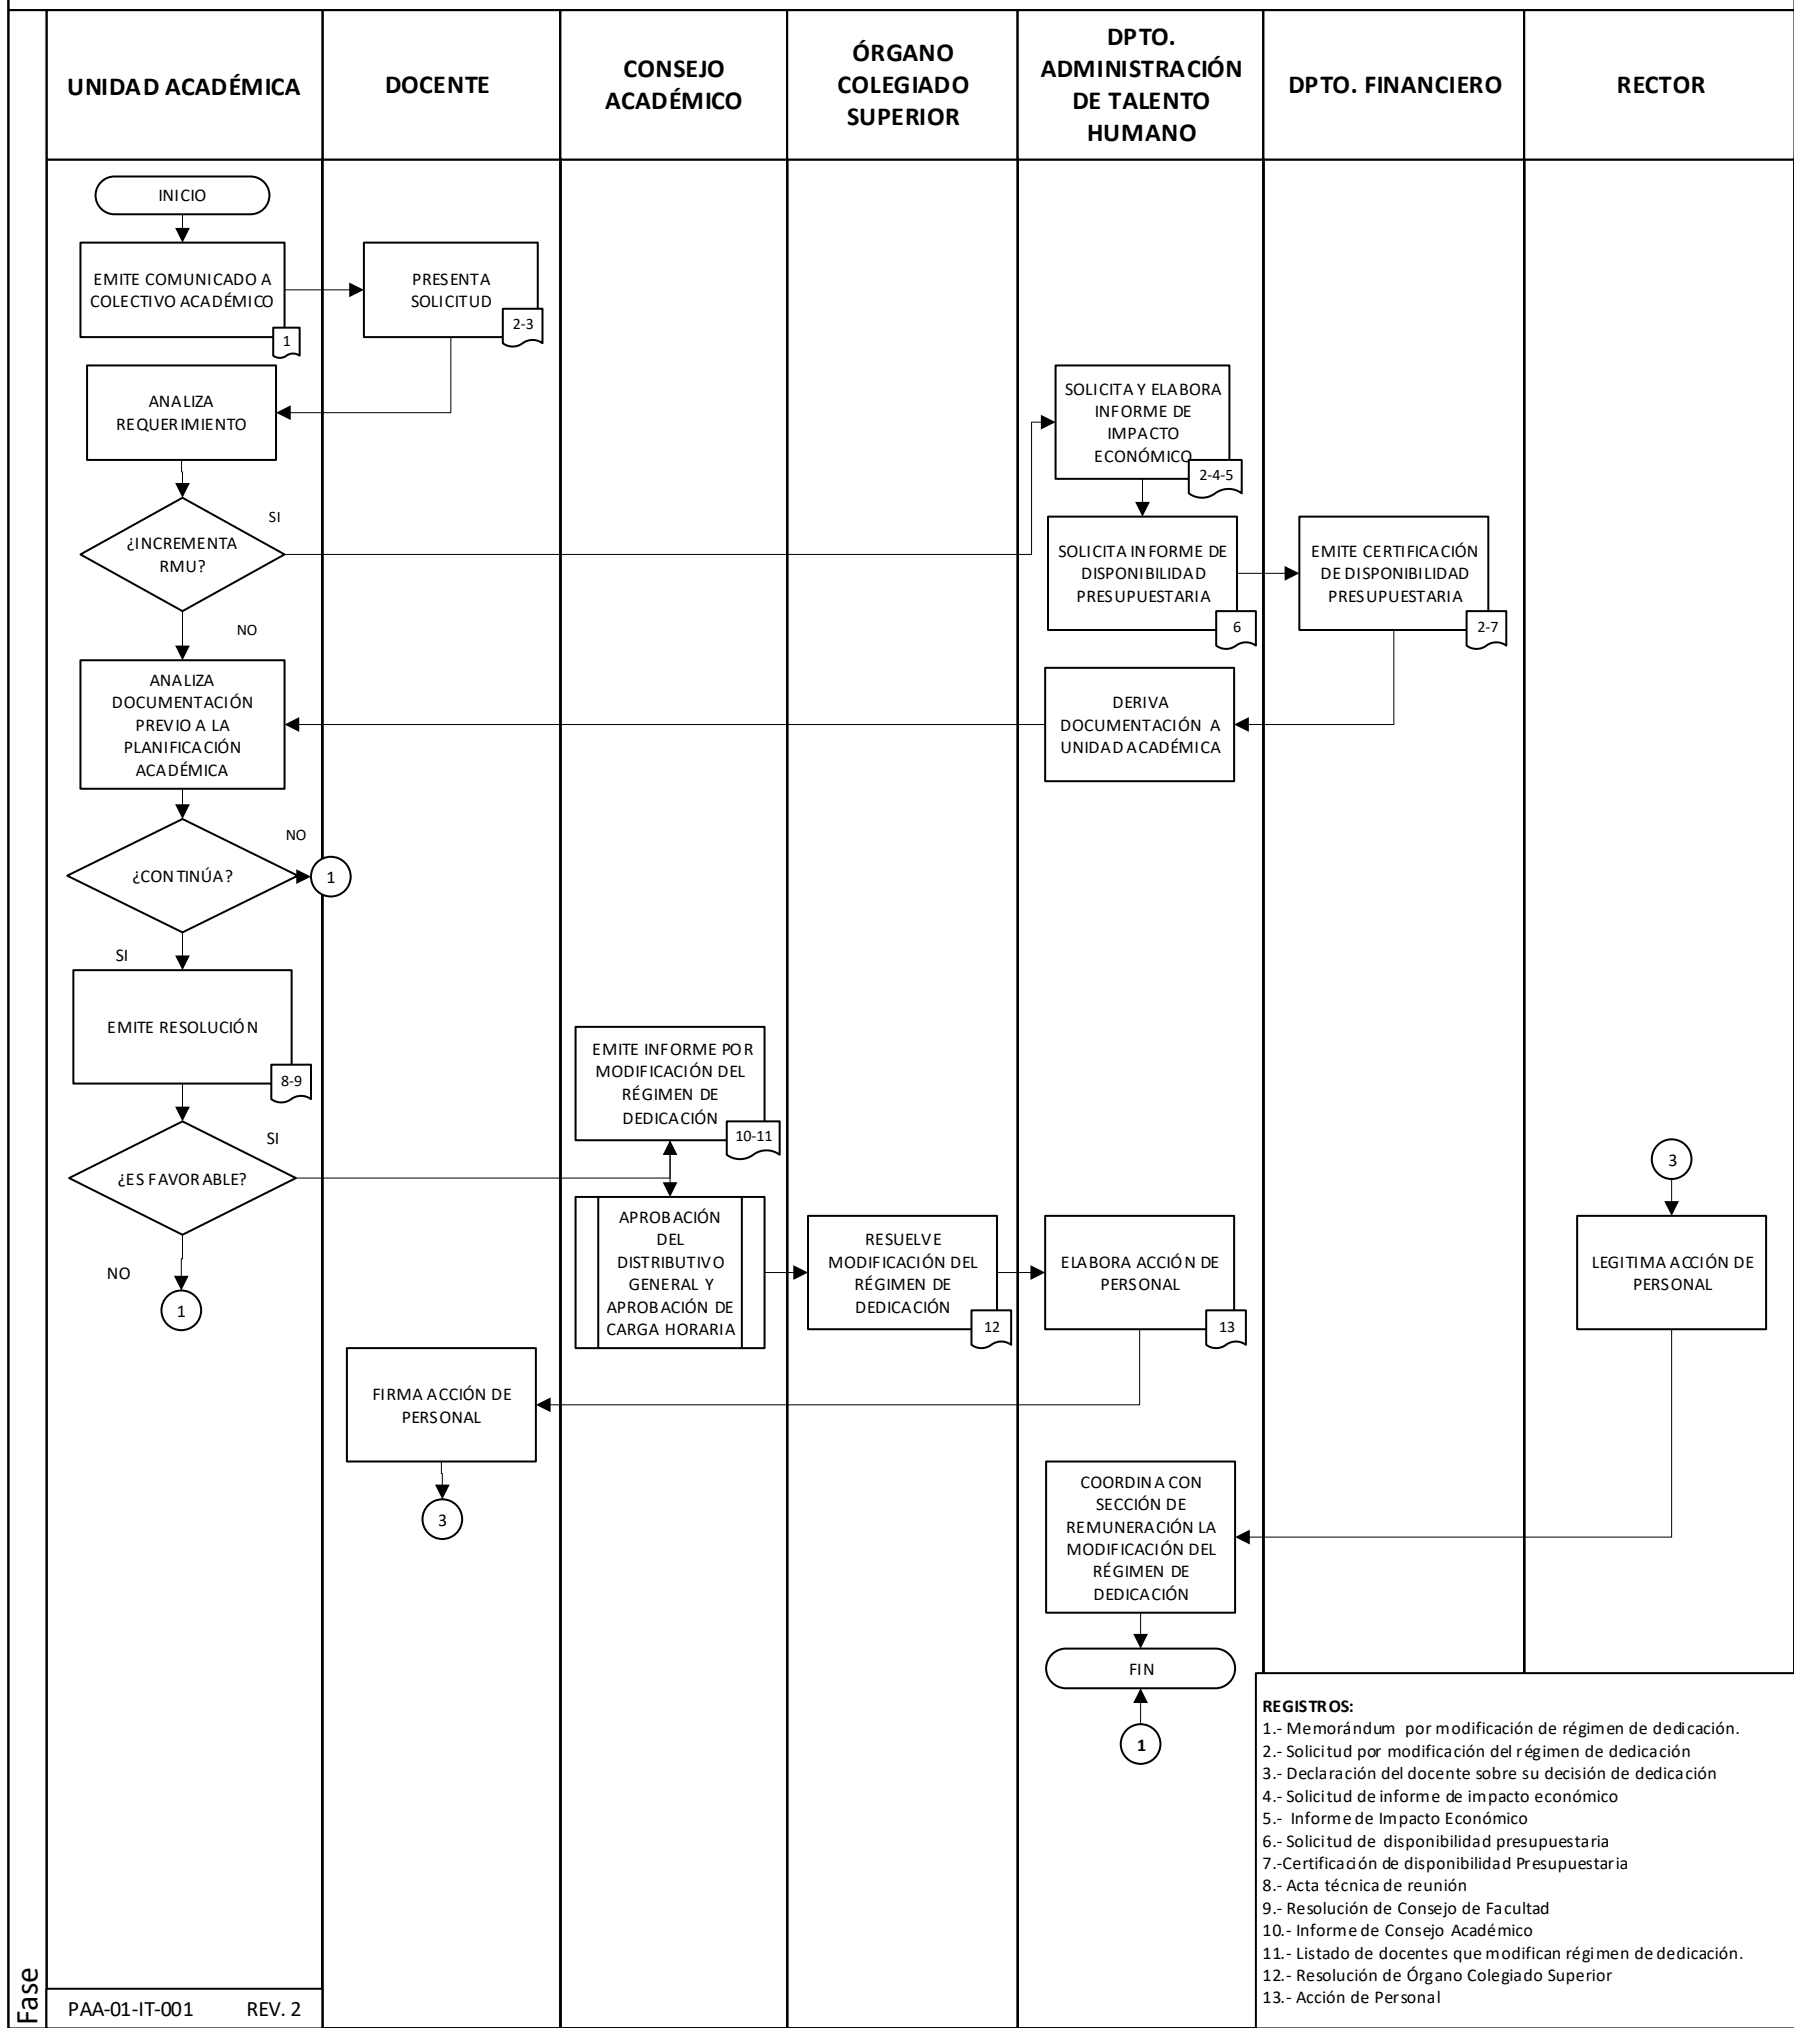 UNIDAD ACADÉMICA
DOCENTE
CONSEJO
ACADÉMICO
ÓRGANO
COLEGIADO
SUPERIOR
DPTO.
ADMINISTRACIÓN
DE TALENTO
HUMANO
DPTO. FINANCIERO
RECTOR
INICIO
EMITE COMUNICADO A
COLECTIVO ACADÉMICO
1
PRESENTA
SOLICITUD
2-3
ANALIZA
REQUERIMIENTO
SOLICITA Y ELABORA
INFORME DE
IMPACTO
ECONÓMICO
2-4-5
¿INCREMENTA
RMU?
SI
NO
SOLICITA INFORME DE
DISPONIBILIDAD
PRESUPUESTARIA
6
EMITE CERTIFICACIÓN
DE DISPONIBILIDAD
PRESUPUESTARIA
2-7
ANALIZA
DOCUMENTACIÓN
PREVIO A LA
PLANIFICACIÓN
ACADÉMICA
DERIVA
DOCUMENTACIÓN A
UNIDAD ACADÉMICA
¿CONTINÚA?
NO
1
SI
EMITE RESOLUCIÓN
8-9
EMITE INFORME POR
MODIFICACIÓN DEL
RÉGIMEN DE
DEDICACIÓN
10-11
¿ES FAVORABLE?
SI
NO
1
APROBACIÓN
DEL
DISTRIBUTIVO
GENERAL Y
APROBACIÓN DE
CARGA HORARIA
RESUELVE
MODIFICACIÓN DEL
RÉGIMEN DE
DEDICACIÓN
12
ELABORA ACCIÓN DE
PERSONAL
13
3
LEGITIMA ACCIÓN DE
PERSONAL
FIRMA ACCIÓN DE
PERSONAL
3
COORDINA CON
SECCIÓN DE
REMUNERACIÓN LA
MODIFICACIÓN DEL
RÉGIMEN DE
DEDICACIÓN
FIN
1
REGISTROS:
1.- Memorándum por modificación de régimen de dedicación.
2.- Solicitud por modificación del régimen de dedicación
3.- Declaración del docente sobre su decisión de dedicación
4.- Solicitud de informe de impacto económico
5.- Informe de Impacto Económico
6.- Solicitud de disponibilidad presupuestaria
7.-Certificación de disponibilidad Presupuestaria
8.- Acta técnica de reunión
9.- Resolución de Consejo de Facultad
10.- Informe de Consejo Académico
11.- Listado de docentes que modifican régimen de dedicación.
12.- Resolución de Órgano Colegiado Superior
13.- Acción de Personal
Fase
PAA-01-IT-001 REV. 2